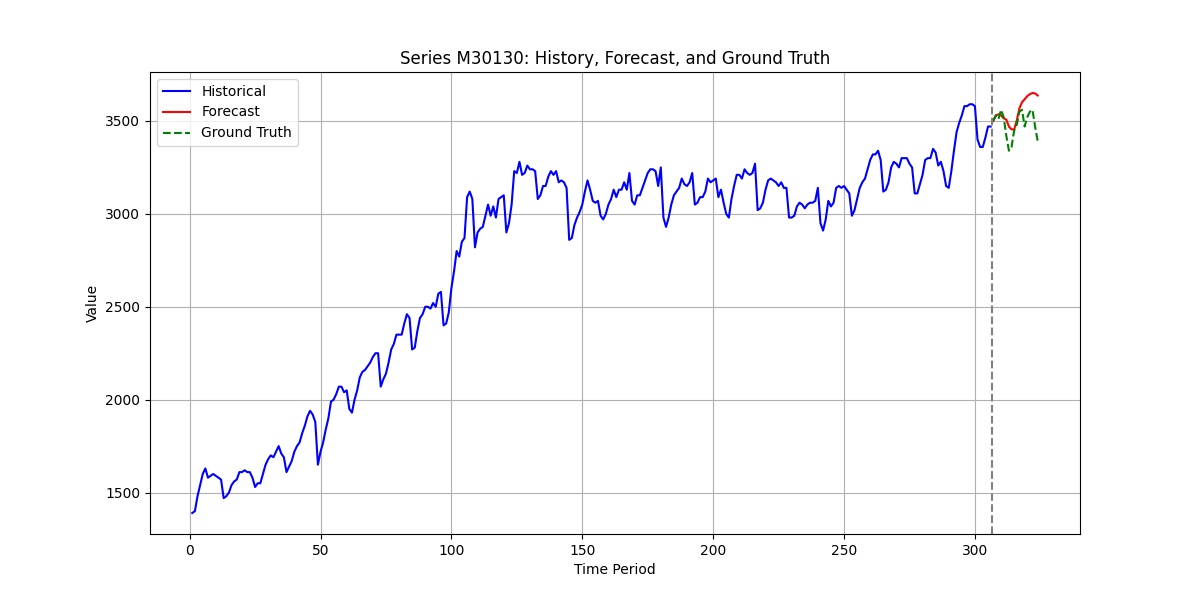 Series M30130: History, Forecast, and Ground Truth
Historical
Forecast
Ground Truth
Value
3500
3000
2500
2000
1500
0 50 100 150 200 250 300
Time Period